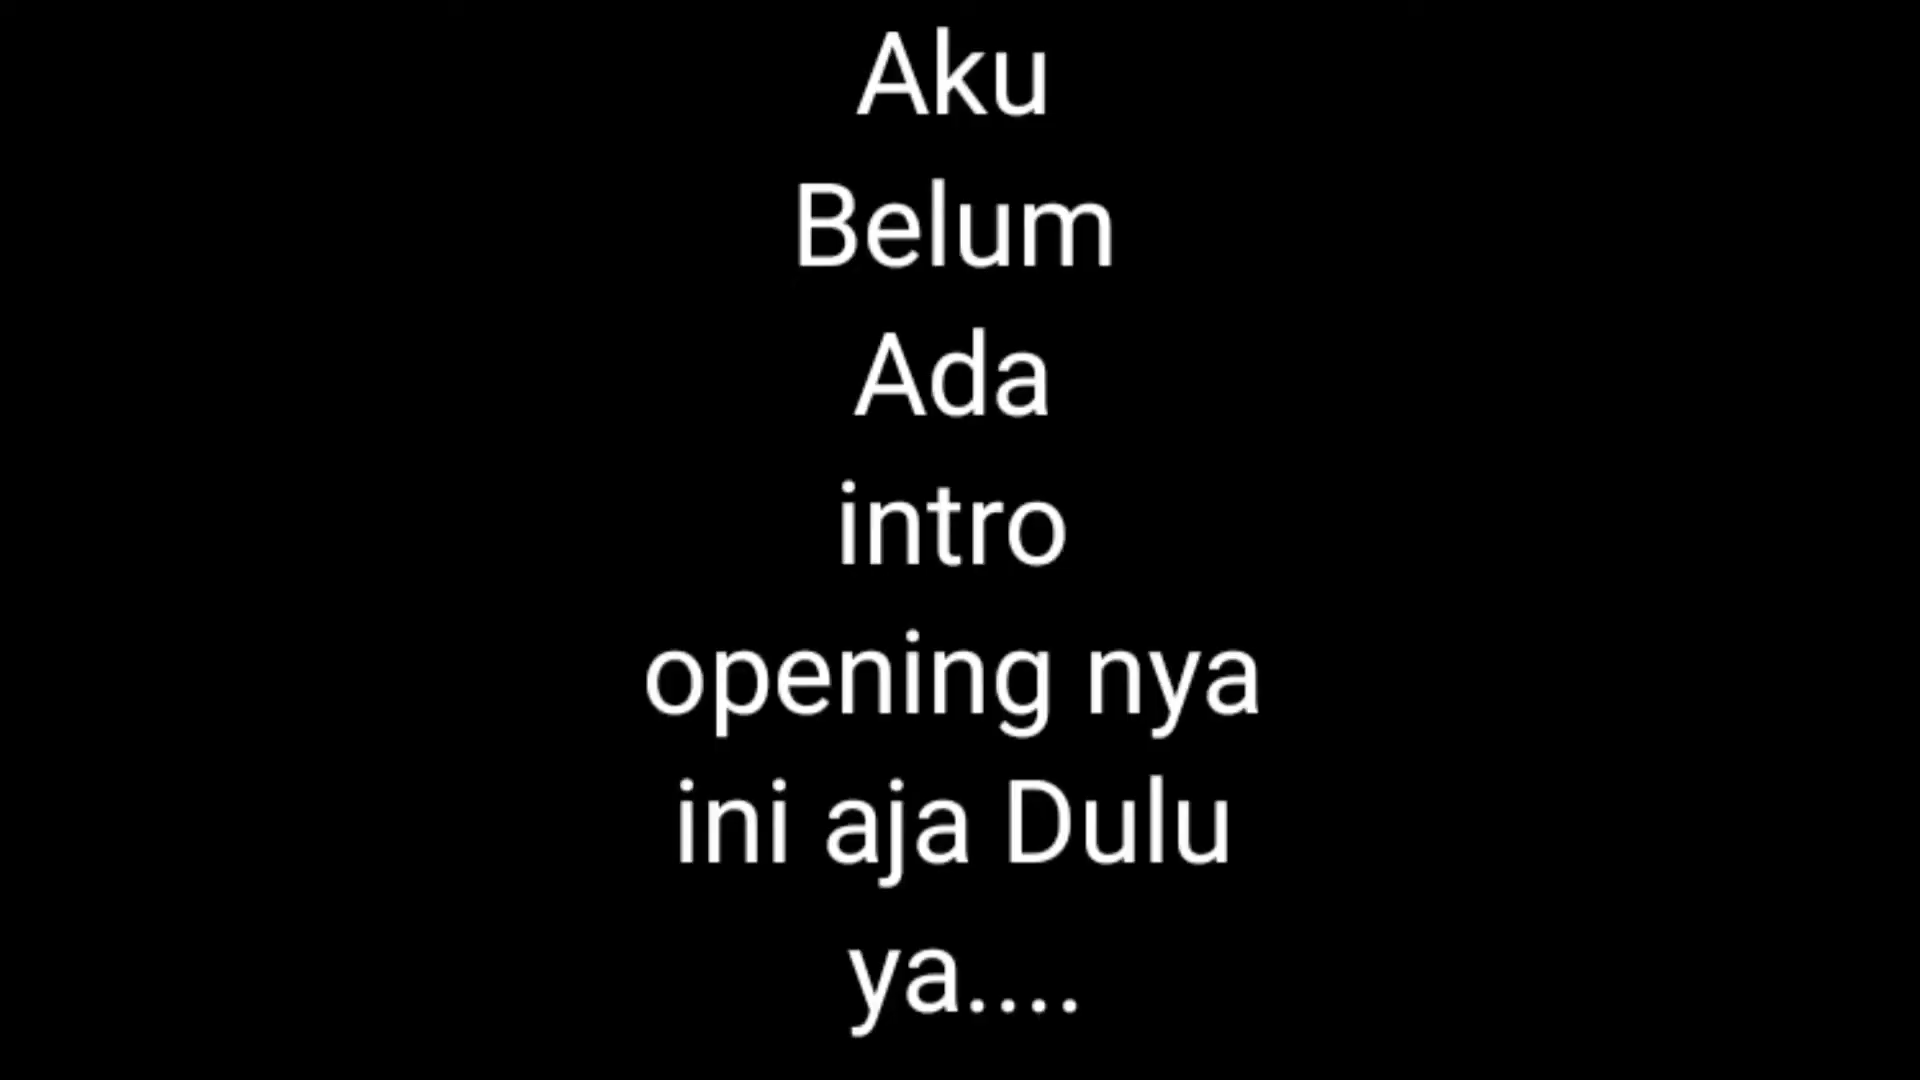 Aku
Belum
Ada
intro
opening nya
ini aja Dulu
ya....